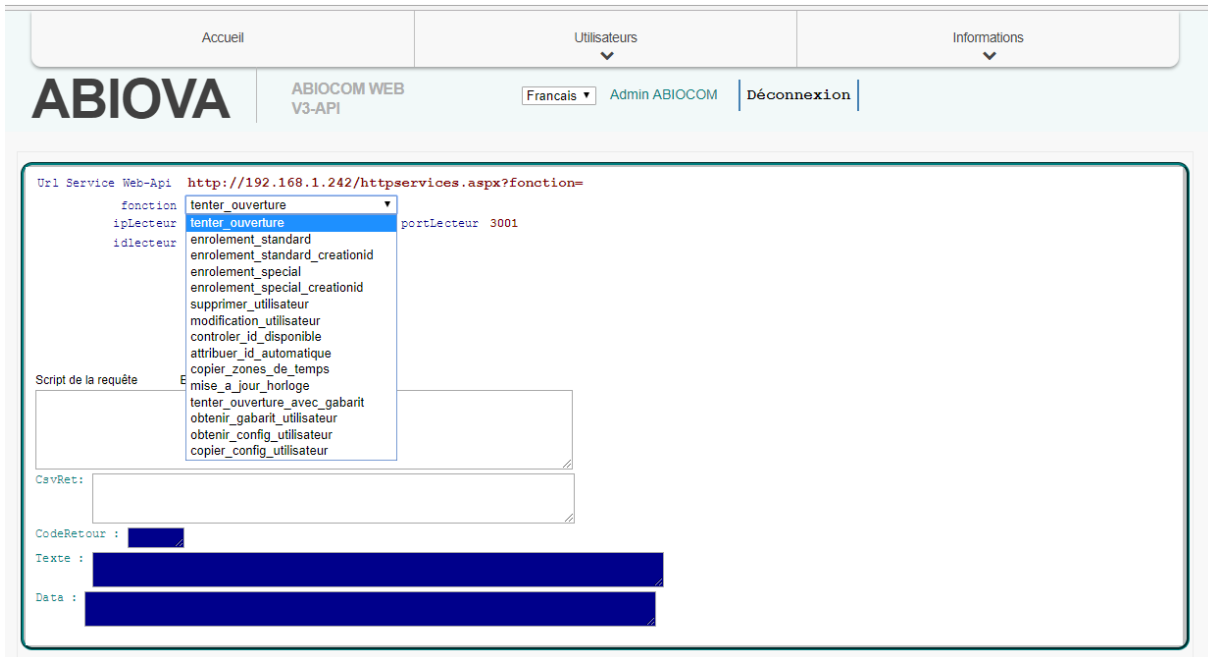 Accueil
Utilisateurs
Informations
ABIOVA
ABIOCOM WEB
V3-API
Francais
Admin ABIOCOM
Déconnexion
Url Service Web-Api http://192.168.1.242/httpservices.aspx?fonction=
fonction tenter_ouverture
ipLecteur
portLecteur 3001
idlecteur
tenter_ouverture
enrolement_standard
enrolement_standard_creationid
enrolement_special
enrolement_special_creationid
supprimer_utilisateur
modification_utilisateur
controler_id_disponible
attribuer_id_automatique
copier_zones_de_temps
mise_a_jour_horloge
tenter_ouverture_avec_gabarit
obtenir_gabarit_utilisateur
obtenir_config_utilisateur
copier_config_utilisateur
Script de la requête
CsvRet:
CodeRetour :
Texte :
Data :